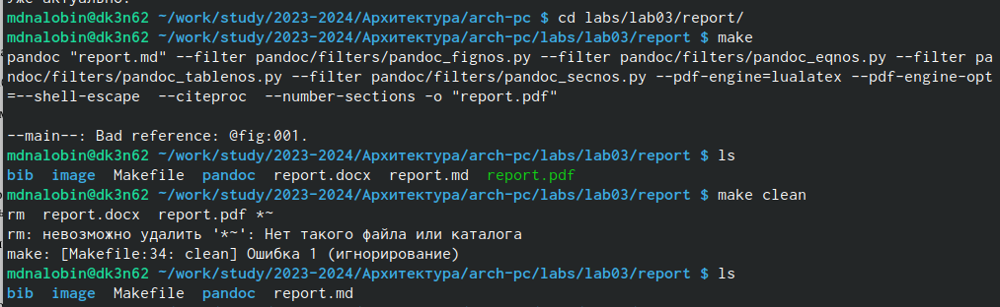 уже актуально.
mdnalobin@dk3n62 ~/work/study/2023-2024/Архитектура/arch-pc $ cd labs/lab03/report/
mdnalobin@dk3n62 ~/work/study/2023-2024/Архитектура/arch-pc/labs/lab03/report $ make
pandoc "report.md" --filter pandoc/filters/pandoc_fignos.py --filter pandoc/filters/pandoc_eqnos.py --filter pa
ndoc/filters/pandoc_tablenos.py --filter pandoc/filters/pandoc_secnos.py --pdf-engine=lualatex --pdf-engine-opt
=--shell-escape  --citeproc  --number-sections -o "report.pdf"
--main--: Bad reference: @fig:001.
mdnalobin@dk3n62 ~/work/study/2023-2024/Архитектура/arch-pc/labs/lab03/report $ ls
bib  image  Makefile  pandoc  report.docx  report.md  report.pdf
mdnalobin@dk3n62 ~/work/study/2023-2024/Архитектура/arch-pc/labs/lab03/report $ make clean
rm  report.docx  report.pdf *~
rm: невозможно удалить '*~': Нет такого файла или каталога
make: [Makefile:34: clean] Ошибка 1 (игнорирование)
mdnalobin@dk3n62 ~/work/study/2023-2024/Архитектура/arch-pc/labs/lab03/report $ ls
bib  image  Makefile  pandoc  report.md